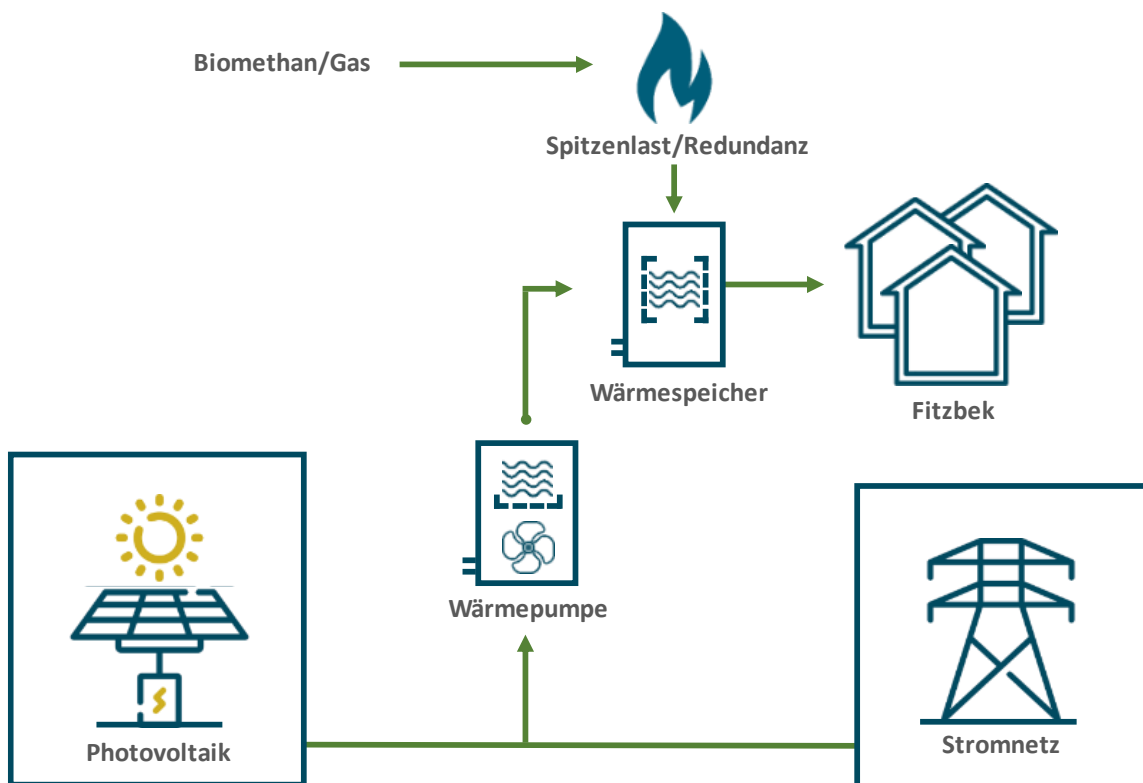 Biomethan/Gas
Spitzenlast/Redundanz
Wärmespeicher
Fitzbek
Wärmepumpe
Photovoltaik
Stromnetz